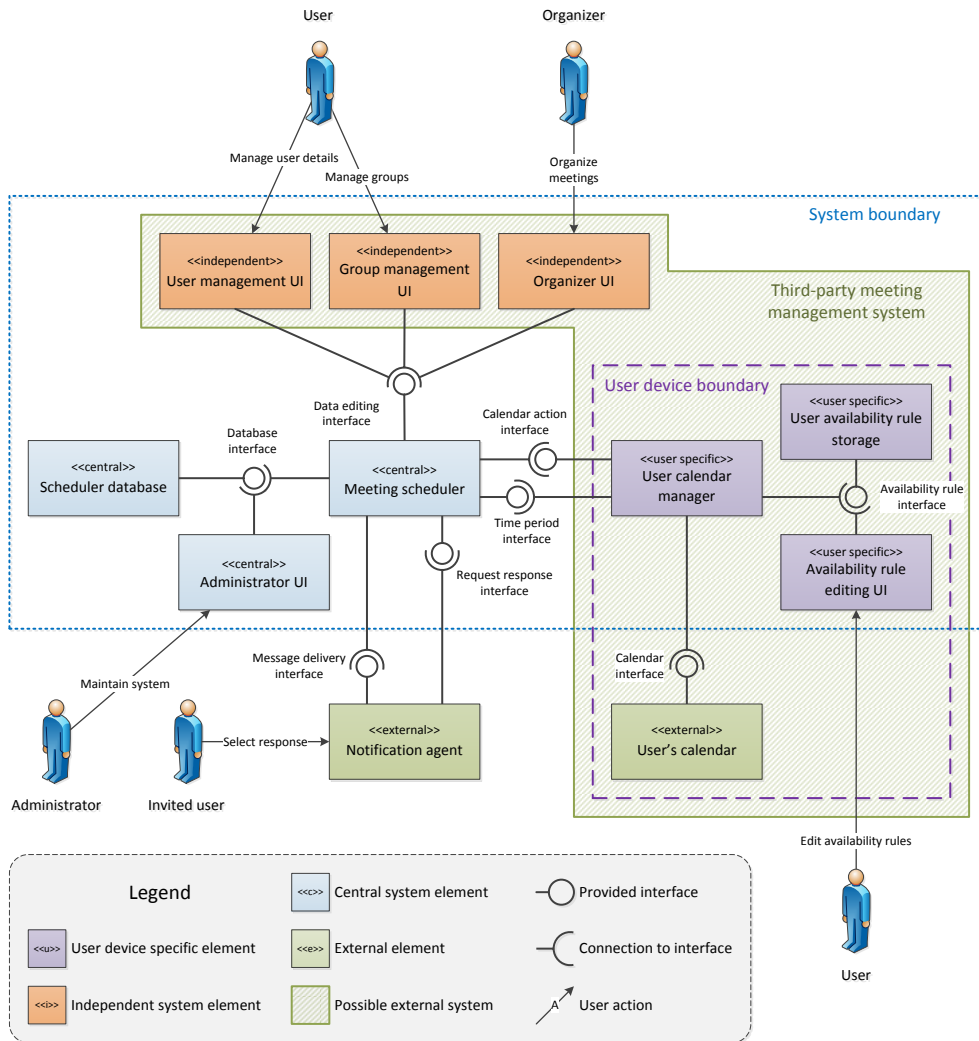 User
Organizer
Manage user details
Manage groups
Organize
meetings
System boundary
<<independent>>
User management UI
<<independent>>
Group management
UI
<<independent>>
Organizer UI
Third-party meeting
management system
User device boundary
Data editing
interface
Calendar action
interface
<<user specific>>
User availability rule
storage
Database
interface
<<central>>
Scheduler database
<<central>>
Meeting scheduler
<<user specific>>
User calendar
manager
Availability rule
interface
Time period
interface
<<central>>
Administrator UI
Request response
interface
<<user specific>>
Availability rule
editing UI
Message delivery
interface
Calendar
interface
Maintain system
Select response
<<external>>
Notification agent
<<external>>
User's calendar
Administrator
Invited user
Edit availability rules
User
Legend
<<c>>
Central system element
Provided interface
<<u>>
User device specific element
<<e>>
External element
Connection to interface
<<i>>
Independent system element
Possible external system
A
User action